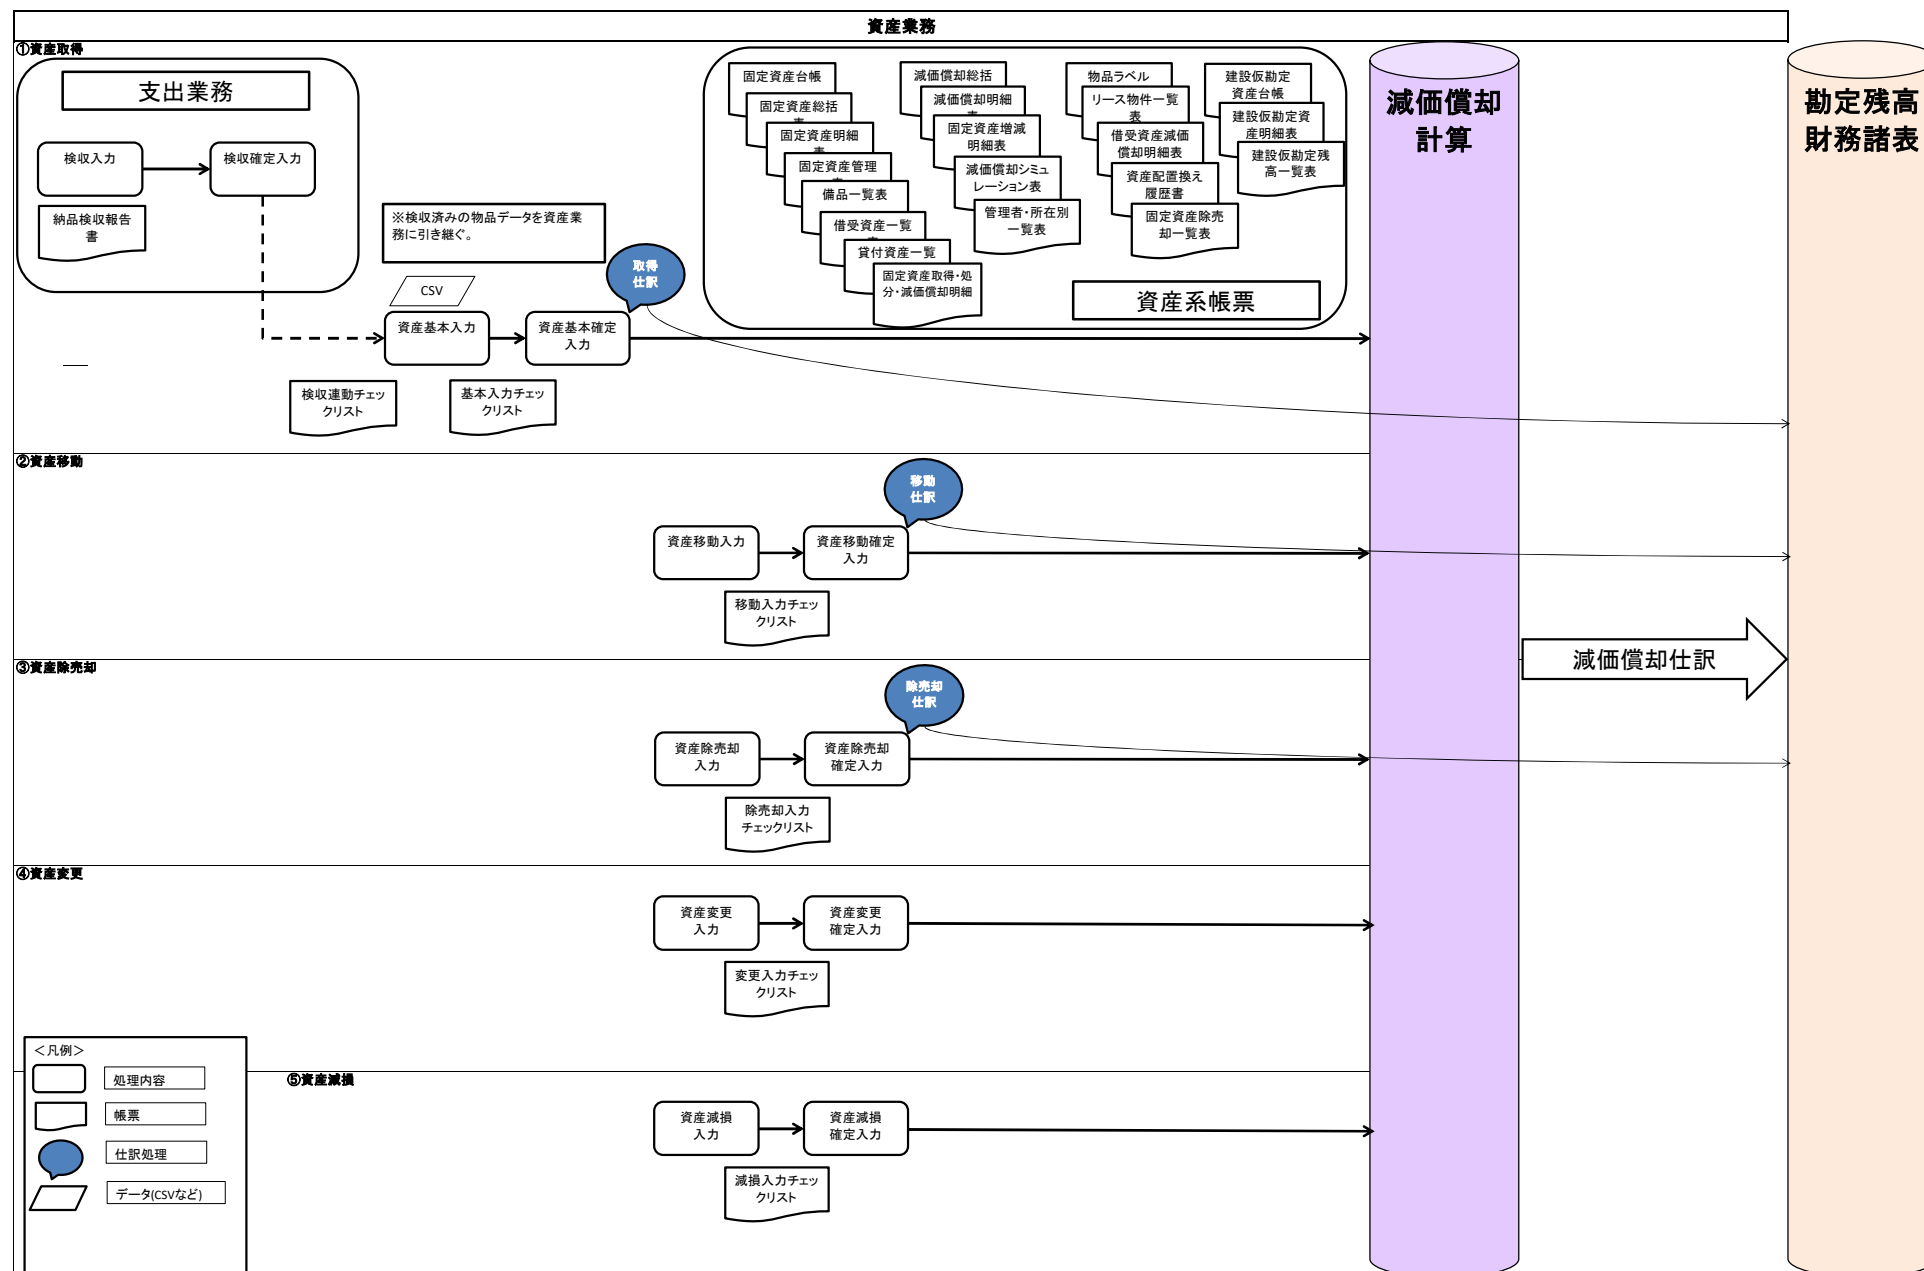 資産業務
①資産取得
支出業務
検収入力
検収確定入力
納品検収報告
書
※検収済みの物品データを資産業
務に引き継ぐ。
取得
仕訳
CSV
資産基本入力
資産基本確定
入力
検収連動チェッ
クリスト
基本入力チェッ
クリスト
固定資産台帳
固定資産総括
固定資産明細
固定資産管理
備品一覧表
借受資産一覧
貸付資産一覧
固定資産取得・処
分・減価償却明細
減価償却総括
減価償却明細
固定資産増減
明細表
減価償却シミュ
レーション表
管理者・所在別
一覧表
物品ラベル
リース物件一覧
表
借受資産減価
償却明細表
資産配置換え
履歴書
固定資産除売
却一覧表
建設仮勘定
資産台帳
建設仮勘定資
産明細表
建設仮勘定残
高一覧表
資産系帳票
減価償却
計算
勘定残高
財務諸表
②資産移動
移動
仕訳
資産移動入力
資産移動確定
入力
移動入力チェッ
クリスト
減価償却仕訳
③資産除売却
除売却
仕訳
資産除売却
入力
資産除売却
確定入力
除売却入力
チェックリスト
④資産変更
資産変更
入力
資産変更
確定入力
変更入力チェッ
クリスト
⑤資産減損
資産減損
入力
資産減損
確定入力
減損入力チェッ
クリスト
＜凡例＞
処理内容
帳票
仕訳処理
データ(CSVなど)